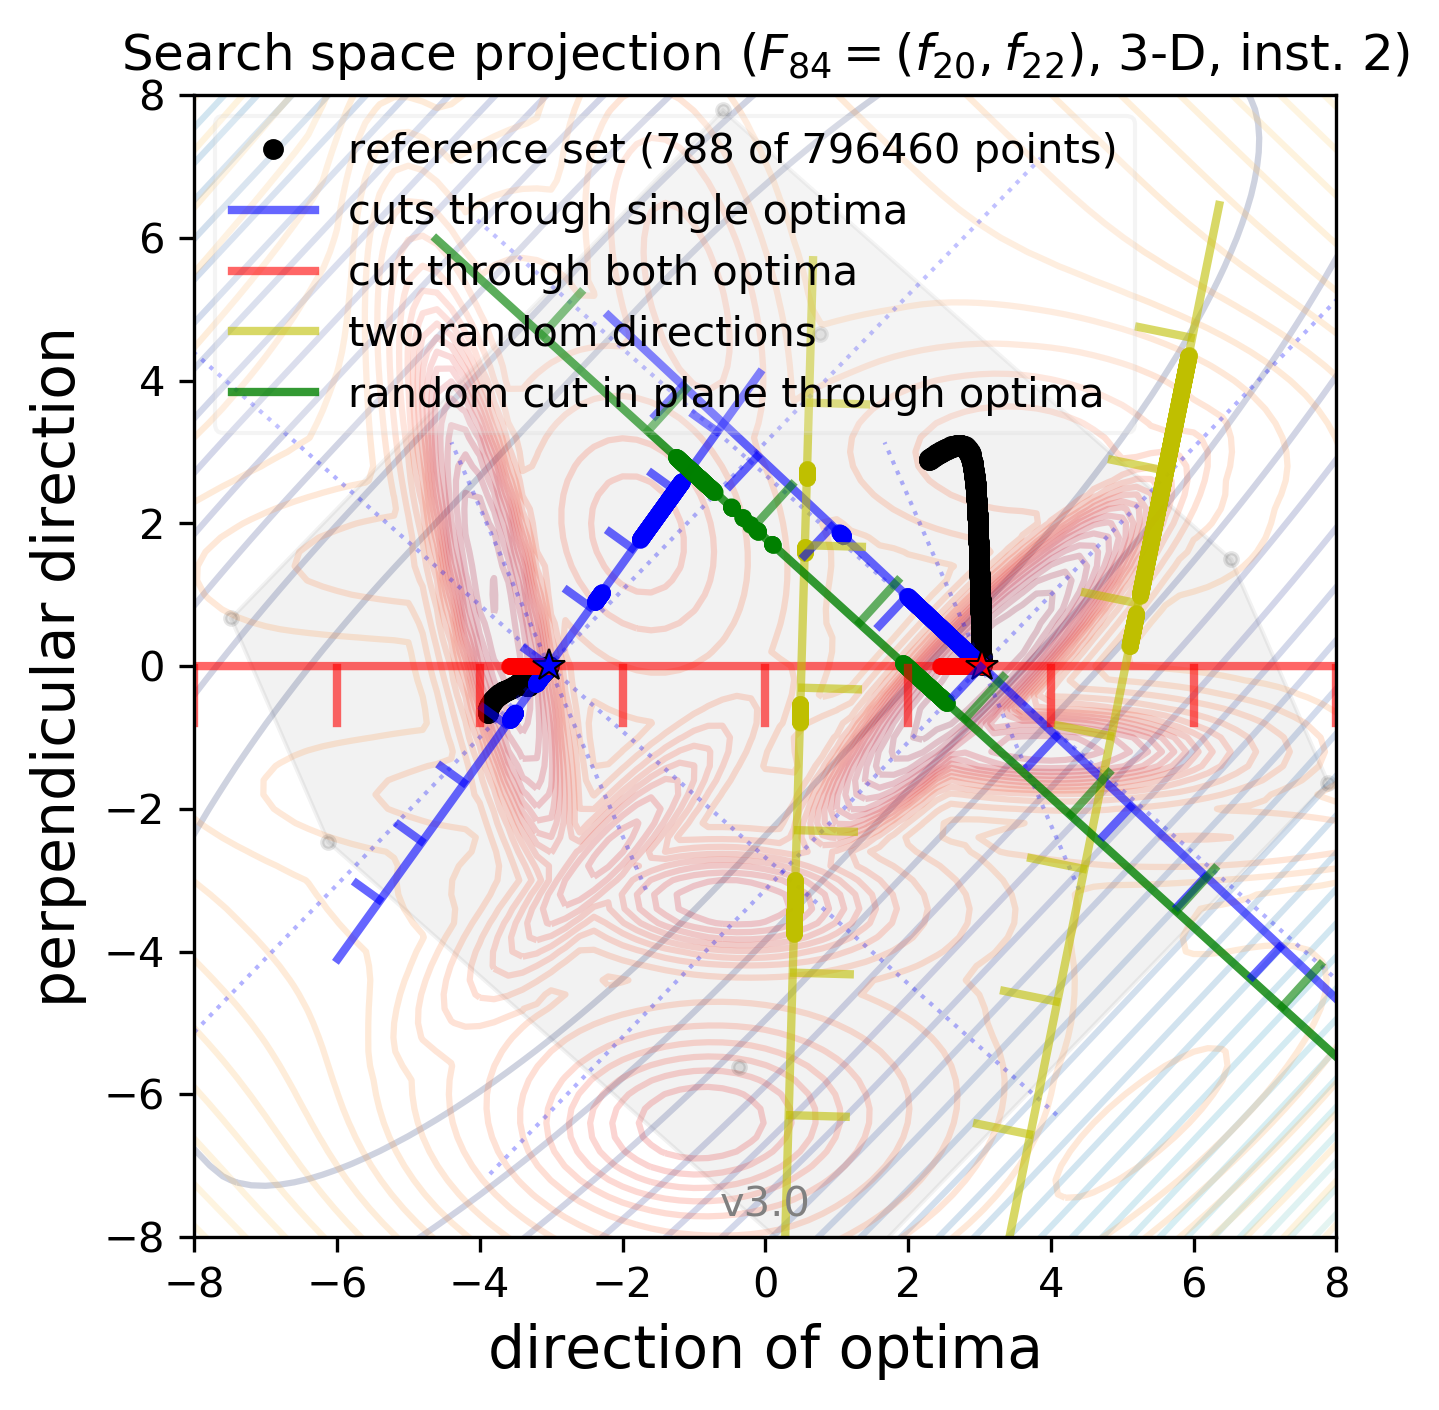 Search space projection (F84 = (f20, f22), 3-D, inst. 2)
reference set (788 of 796460 points)
cuts through single optima
cut through both optima
two random directions
random cut in plane through optima
8
6
4
2
0
−2
−4
−6
−8
perpendicular direction
v3.0
−8 −6 −4 −2 0 2 4 6 8
direction of optima